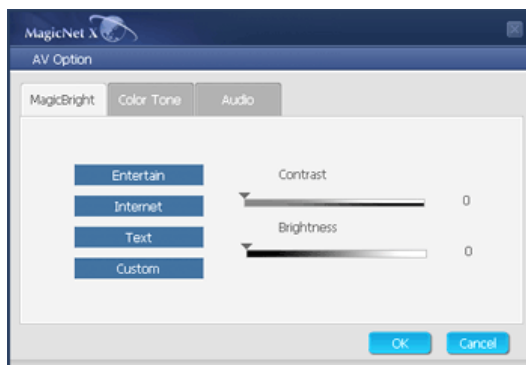 MagicNet X
AV Option
MagicBright Color Tone Audio
Entertain
Internet
Text
Custom
Contrast
0
Brightness
0
OK Cancel